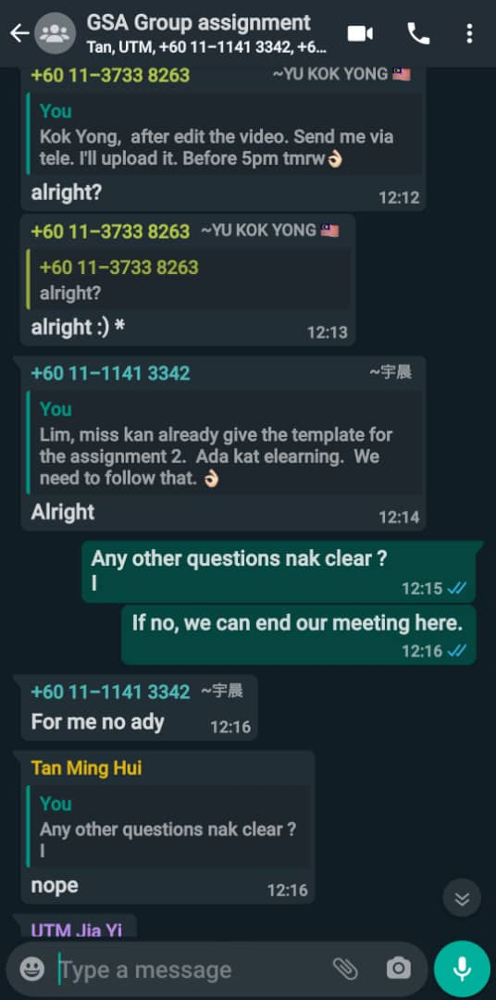 GSA Group assignment
Tan, UTM, +60 11-1141 3342, +6...
+60 11-3733 8263 ~YU KOK YONG 🇲🇾
You
Kok Yong, after edit the video. Send me via
tele. I'll upload it. Before 5pm tmrw👌🏻
alright?
12:12
+60 11-3733 8263 ~YU KOK YONG 🇲🇾
+60 11-3733 8263
alright?
alright :) *
12:13
+60 11-1141 3342 ~宇晨
You
Lim, miss kan already give the template for
the assignment 2. Ada kat elearning. We
need to follow that. 👌🏻
Alright
12:14
Any other questions nak clear ?
I
12:15
If no, we can end our meeting here.
12:16
+60 11-1141 3342 ~宇晨
For me no ady
12:16
Tan Ming Hui
You
Any other questions nak clear ?
I
nope
12:16
UTM Jia Yi
Type a message